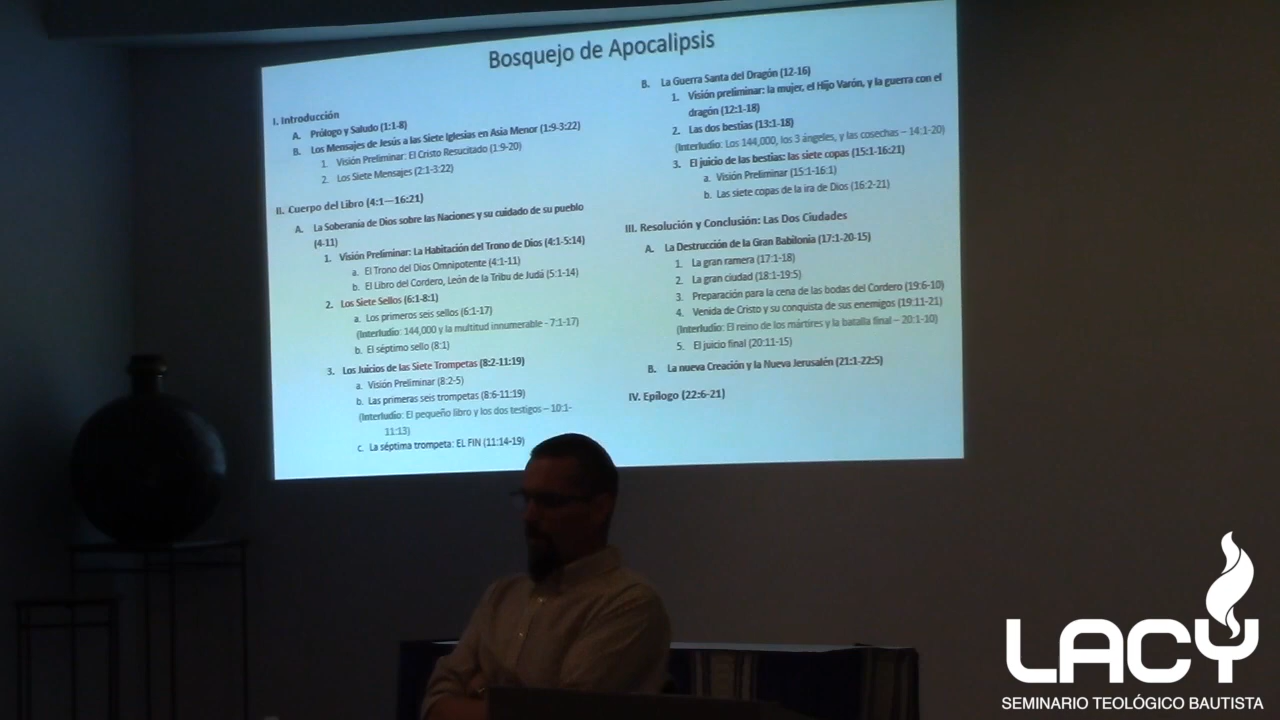 Bosquejo de Apocalipsis
I. Introducción
A. Prólogo y Saludo (1:1-8)
B. Los Mensajes de Jesús a las Siete Iglesias en Asia Menor (1:9-3:22)
1. Visión Preliminar: El Cristo Resucitado (1:9-20)
2. Los Siete Mensajes (2:1-3:22)
II. Cuerpo del Libro (4:1—16:21)
A. La Soberanía de Dios sobre las Naciones y su cuidado de su pueblo
(4-11)
1. Visión Preliminar: La Habitación del Trono de Dios (4:1-5:14)
a. El Trono del Dios Omnipotente (4:1-11)
b. El Libro del Cordero, León de la Tribu de Judá (5:1-14)
2. Los Siete Sellos (6:1-8:1)
a. Los primeros seis sellos (6:1-17)
(Interludio: 144,000 y la multitud innumerable - 7:1-17)
b. El séptimo sello (8:1)
3. Los Juicios de las Siete Trompetas (8:2-11:19)
a. Visión Preliminar (8:2-5)
b. Las primeras seis trompetas (8:6-11:19)
(Interludio: El pequeño libro y los dos testigos – 10:1-
11:13)
c. La séptima trompeta: EL FIN (11:14-19)
B. La Guerra Santa del Dragón (12-16)
1. Visión preliminar: la mujer, el Hijo Varón, y la guerra con el
dragón (12:1-18)
2. Las dos bestias (13:1-18)
(Interludio: Los 144,000, los 3 ángeles, y las cosechas – 14:1-20)
3. El juicio de las bestias: las siete copas (15:1-16:21)
a. Visión Preliminar (15:1-16:1)
b. Las siete copas de la ira de Dios (16:2-21)
III. Resolución y Conclusión: Las Dos Ciudades
A. La Destrucción de la Gran Babilonia (17:1-20-15)
1. La gran ramera (17:1-18)
2. La gran ciudad (18:1-19:5)
3. Preparación para la cena de las bodas del Cordero (19:6-10)
4. Venida de Cristo y su conquista de sus enemigos (19:11-21)
(Interludio: El reino de los mártires y la batalla final – 20:1-10)
5. El juicio final (20:11-15)
B. La nueva Creación y la Nueva Jerusalén (21:1-22:5)
IV. Epílogo (22:6-21)
LACY
SEMINARIO TEOLÓGICO BAUTISTA